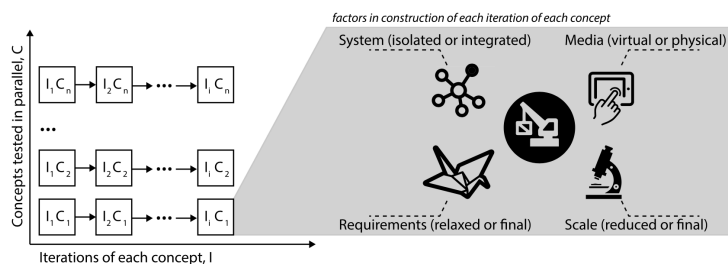 factors in construction of each iteration of each concept
System (isolated or integrated)
Media (virtual or physical)
Requirements (relaxed or final)
Scale (reduced or final)
Concepts tested in parallel, C
I₁Cₙ I₂Cₙ ••• IᵢCₙ
•••
I₁C₂ I₂C₂ ••• IᵢC₂
I₁C₁ I₂C₁ ••• IᵢC₁
Iterations of each concept, I